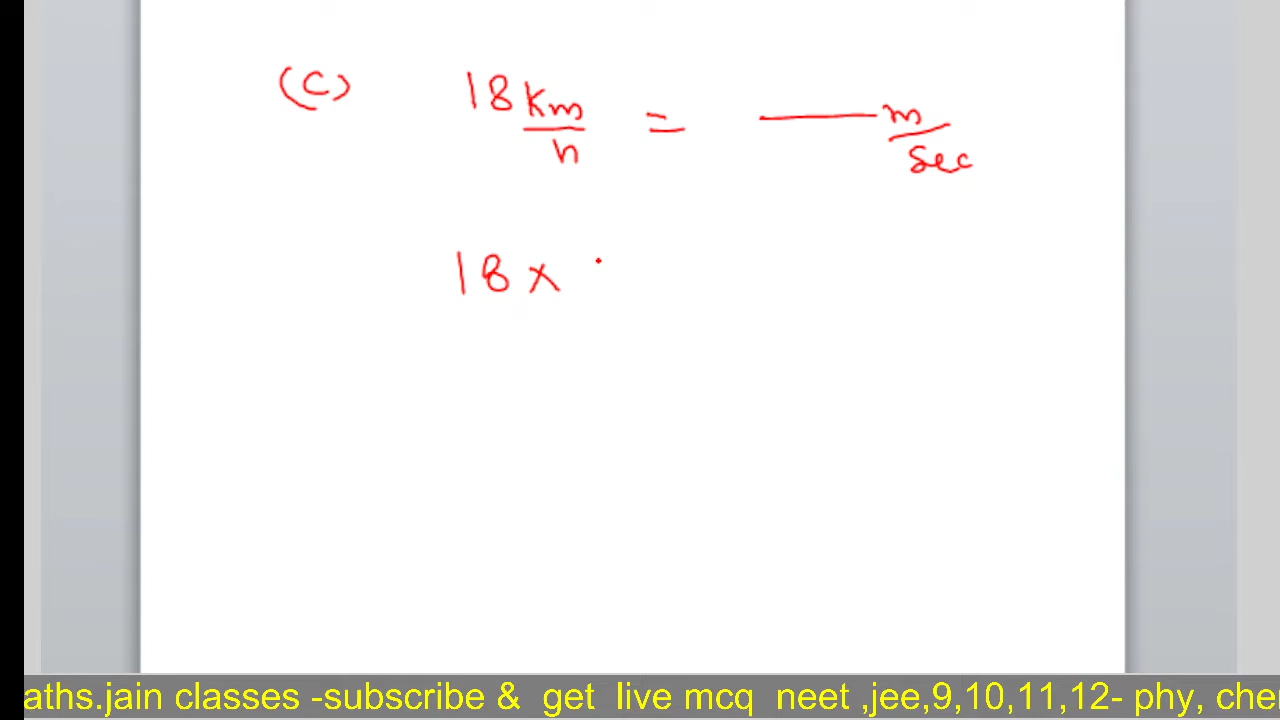 (C) 18 Km/h = ___ m/sec
18 x
aths.jain classes -subscribe & get live mcq neet ,jee,9,10,11,12- phy, che